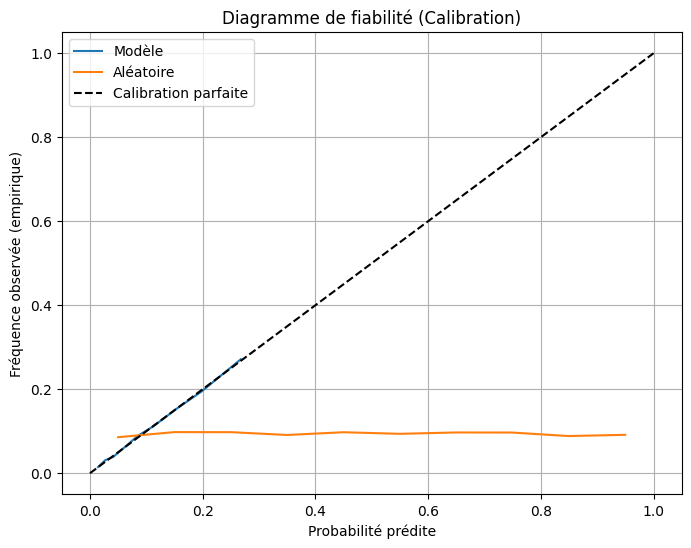 Diagramme de fiabilité (Calibration)
Modèle
Aléatoire
Calibration parfaite
Fréquence observée (empirique)
1.0
0.8
0.6
0.4
0.2
0.0
0.0 0.2 0.4 0.6 0.8 1.0
Probabilité prédite